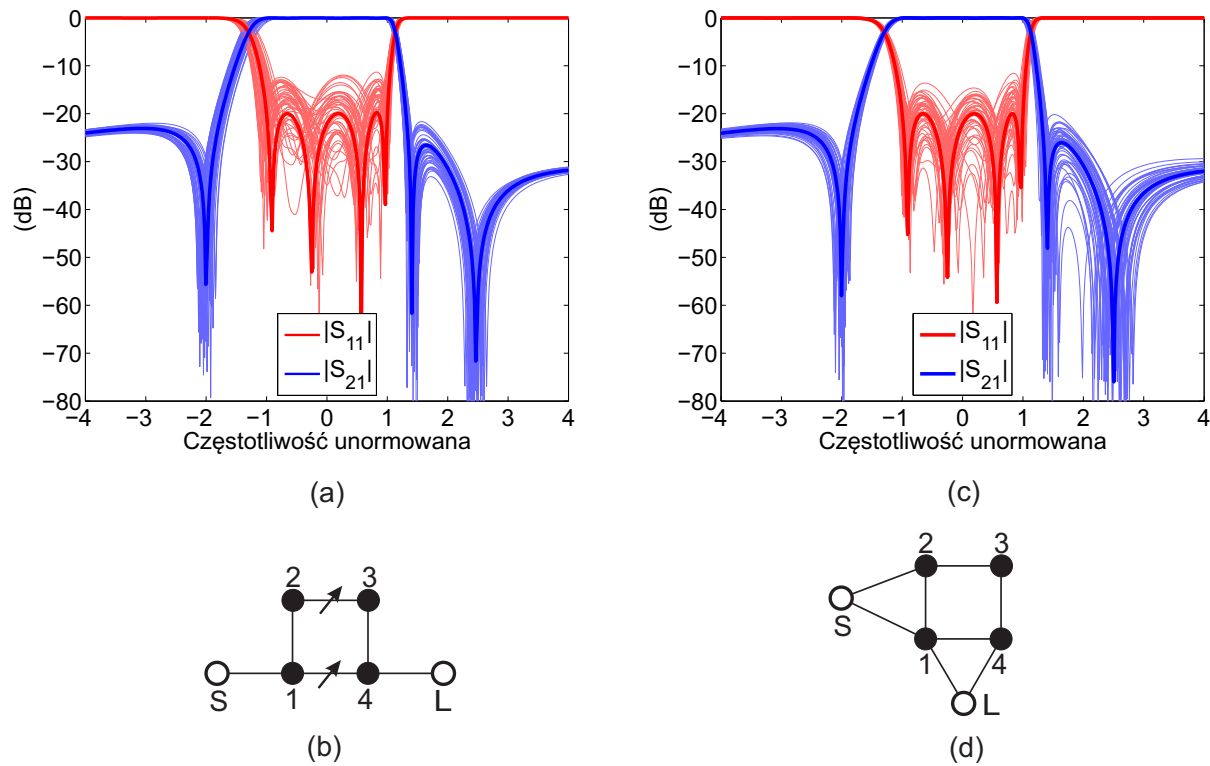 0
−10
−20
−30
−40
−50
−60
−70
−80
(dB)
|S11|
|S21|
−4 −3 −2 −1 0 1 2 3 4
Częstotliwość unormowana
(a)
0
−10
−20
−30
−40
−50
−60
−70
−80
(dB)
|S11|
|S21|
−4 −3 −2 −1 0 1 2 3 4
Częstotliwość unormowana
(c)
2 3
S 1 4 L
(b)
2 3
S 1 4
L
(d)